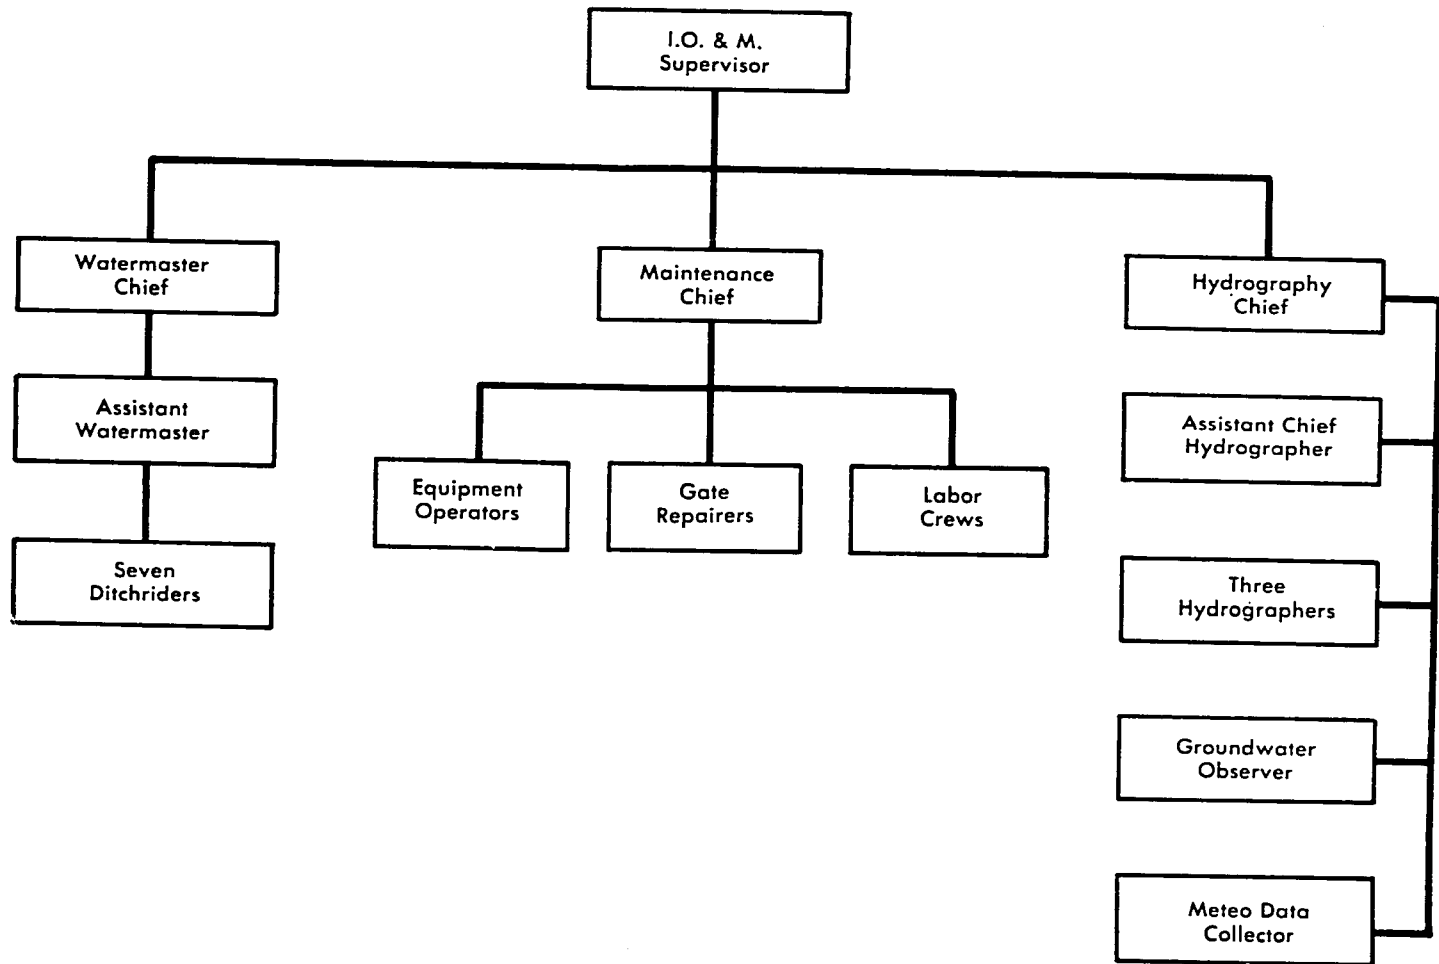 I.O. & M.
Supervisor
Watermaster
Chief
Maintenance
Chief
Hydrography
Chief
Assistant
Watermaster
Assistant Chief
Hydrographer
Equipment
Operators
Gate
Repairers
Labor
Crews
Seven
Ditchriders
Three
Hydrographers
Groundwater
Observer
Meteo Data
Collector